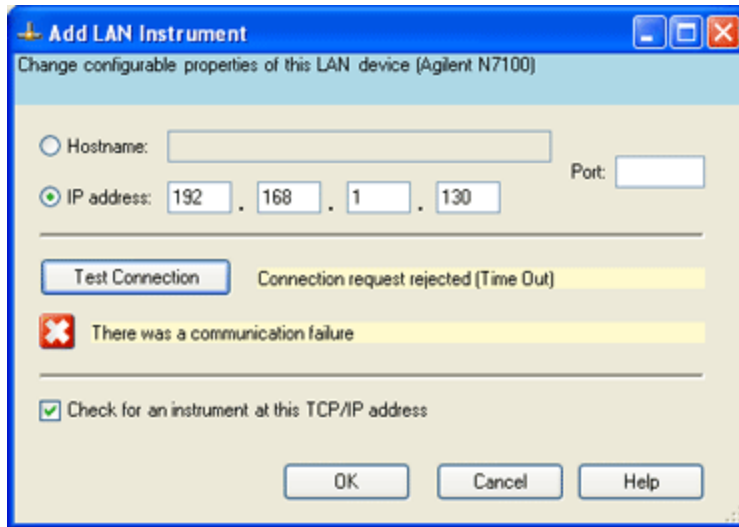 Add LAN Instrument
Change configurable properties of this LAN device (Agilent N7100)
Hostname:
Port:
IP address: 192 . 168 . 1 . 130
Test Connection Connection request rejected (Time Out)
There was a communication failure
Check for an instrument at this TCP/IP address
OK Cancel Help